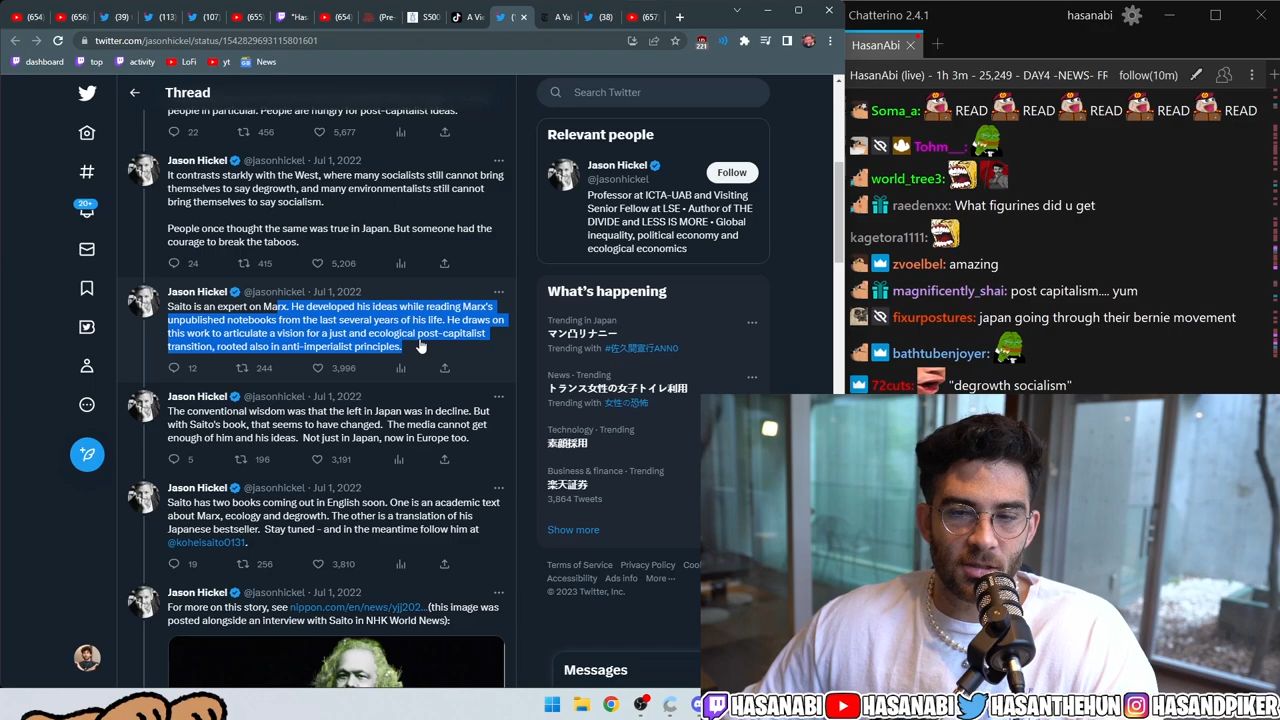 (654)
(656)
(39)
(113)
(107)
(655)
"Has
(654)
(Pre-
S500
A Vi
(
A Ya
(38)
(657)
twitter.com/jasonhickel/status/1542829693115801601
221
dashboard
top
activity
LoFi
yt
News
Thread
people in particular. People are hungry for post-capitalist ideas.
22 456 5,677
Jason Hickel @jasonhickel · Jul 1, 2022
It contrasts starkly with the West, where many socialists still cannot bring
themselves to say degrowth, and many environmentalists still cannot
bring themselves to say socialism.
People once thought the same was true in Japan. But someone had the
courage to break the taboos.
24 415 5,206
Jason Hickel @jasonhickel · Jul 1, 2022
Saito is an expert on Marx. He developed his ideas while reading Marx's
unpublished notebooks from the last several years of his life. He draws on
this work to articulate a vision for a just and ecological post-capitalist
transition, rooted also in anti-imperialist principles.
12 244 3,996
Jason Hickel @jasonhickel · Jul 1, 2022
The conventional wisdom was that the left in Japan was in decline. But
with Saito's book, that seems to have changed. The media cannot get
enough of him and his ideas. Not just in Japan, now in Europe too.
5 196 3,191
Jason Hickel @jasonhickel · Jul 1, 2022
Saito has two books coming out in English soon. One is an academic text
about Marx, ecology and degrowth. The other is a translation of his
Japanese bestseller. Stay tuned – and in the meantime follow him at
@koheisaito0131.
19 256 3,810
Jason Hickel @jasonhickel · Jul 1, 2022
For more on this story, see nippon.com/en/news/yjj202... (this image was
posted alongside an interview with Saito in NHK World News):
20+
Search Twitter
Relevant people
Jason Hickel
@jasonhickel
Follow
Professor at ICTA-UAB and Visiting
Senior Fellow at LSE • Author of THE
DIVIDE and LESS IS MORE • Global
inequality, political economy and
ecological economics
What's happening
Trending in Japan
マン凸リナニー
Trending with #佐久間宣行ANN0
News · Trending
トランス女性の女子トイレ利用
Trending with 女性の恐怖
Technology · Trending
素顔採用
Business & finance · Trending
楽天証券
3,864 Tweets
Show more
Terms of Service Privacy Policy Coo
Accessibility Ads info More ···
© 2023 Twitter, Inc.
Messages
Chatterino 2.4.1
hasanabi
HasanAbi
HasanAbi (live) - 1h 3m - 25,249 - DAY4 -NEWS- FR
follow(10m)
Soma_a: READ READ READ READ READ
Tohm__:
world_tree3:
raedenxx: What figurines did u get
kagetora1111:
zvoelbel: amazing
magnificently_shai: post capitalism.... yum
fixurpostures: japan going through their bernie movement
bathtubenjoyer:
72cuts: "degrowth socialism"
HASANABI HASANABI HASANTHEHUN HASANDPIKER